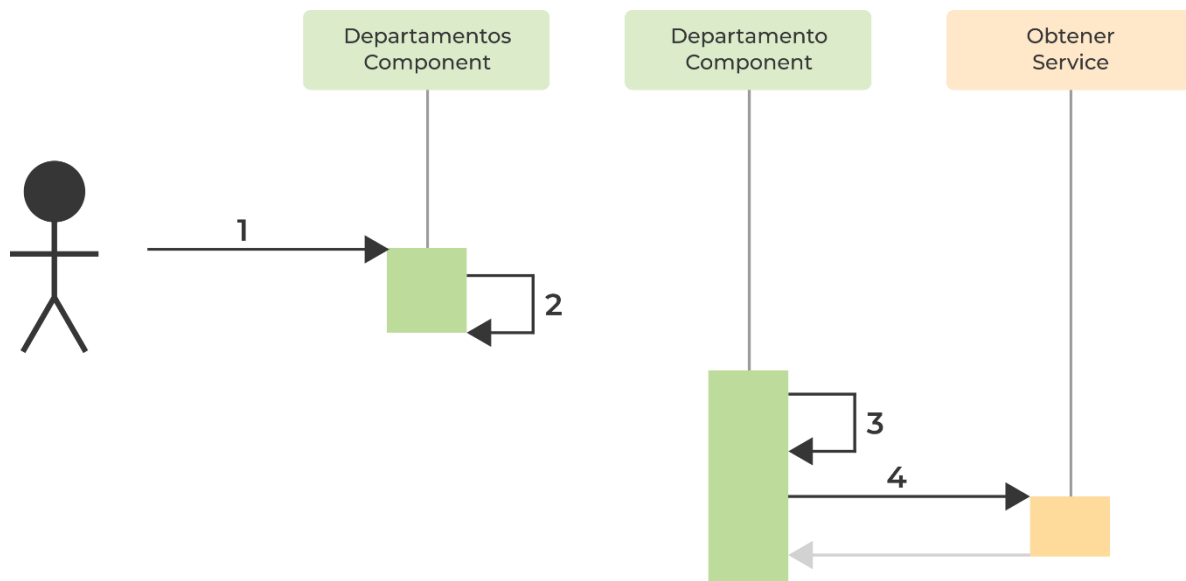 Departamentos
Component
Departamento
Component
Obtener
Service
1
2
3
4